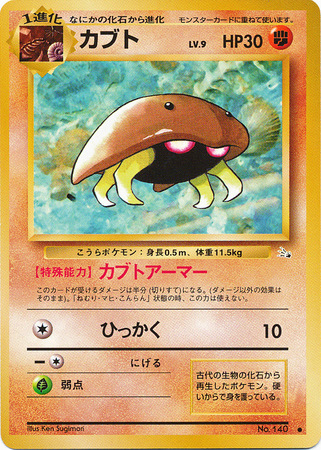 1進化
なにかの化石から進化
モンスターカードに重ねて使います。
カブト LV.9 HP30
こうらポケモン：身長0.5m、体重11.5kg
【特殊能力】カブトアーマー
このカードが受けるダメージは半分（切りすて）になる。（ダメージ以外の効果は
そのまま）。「ねむり・マヒ・こんらん」状態の時、この力は使えない。
ひっかく 10
にげる
弱点
古代の生物の化石から
再生したポケモン。硬い
からで身を護っている。
Illus.Ken Sugimori
No.140